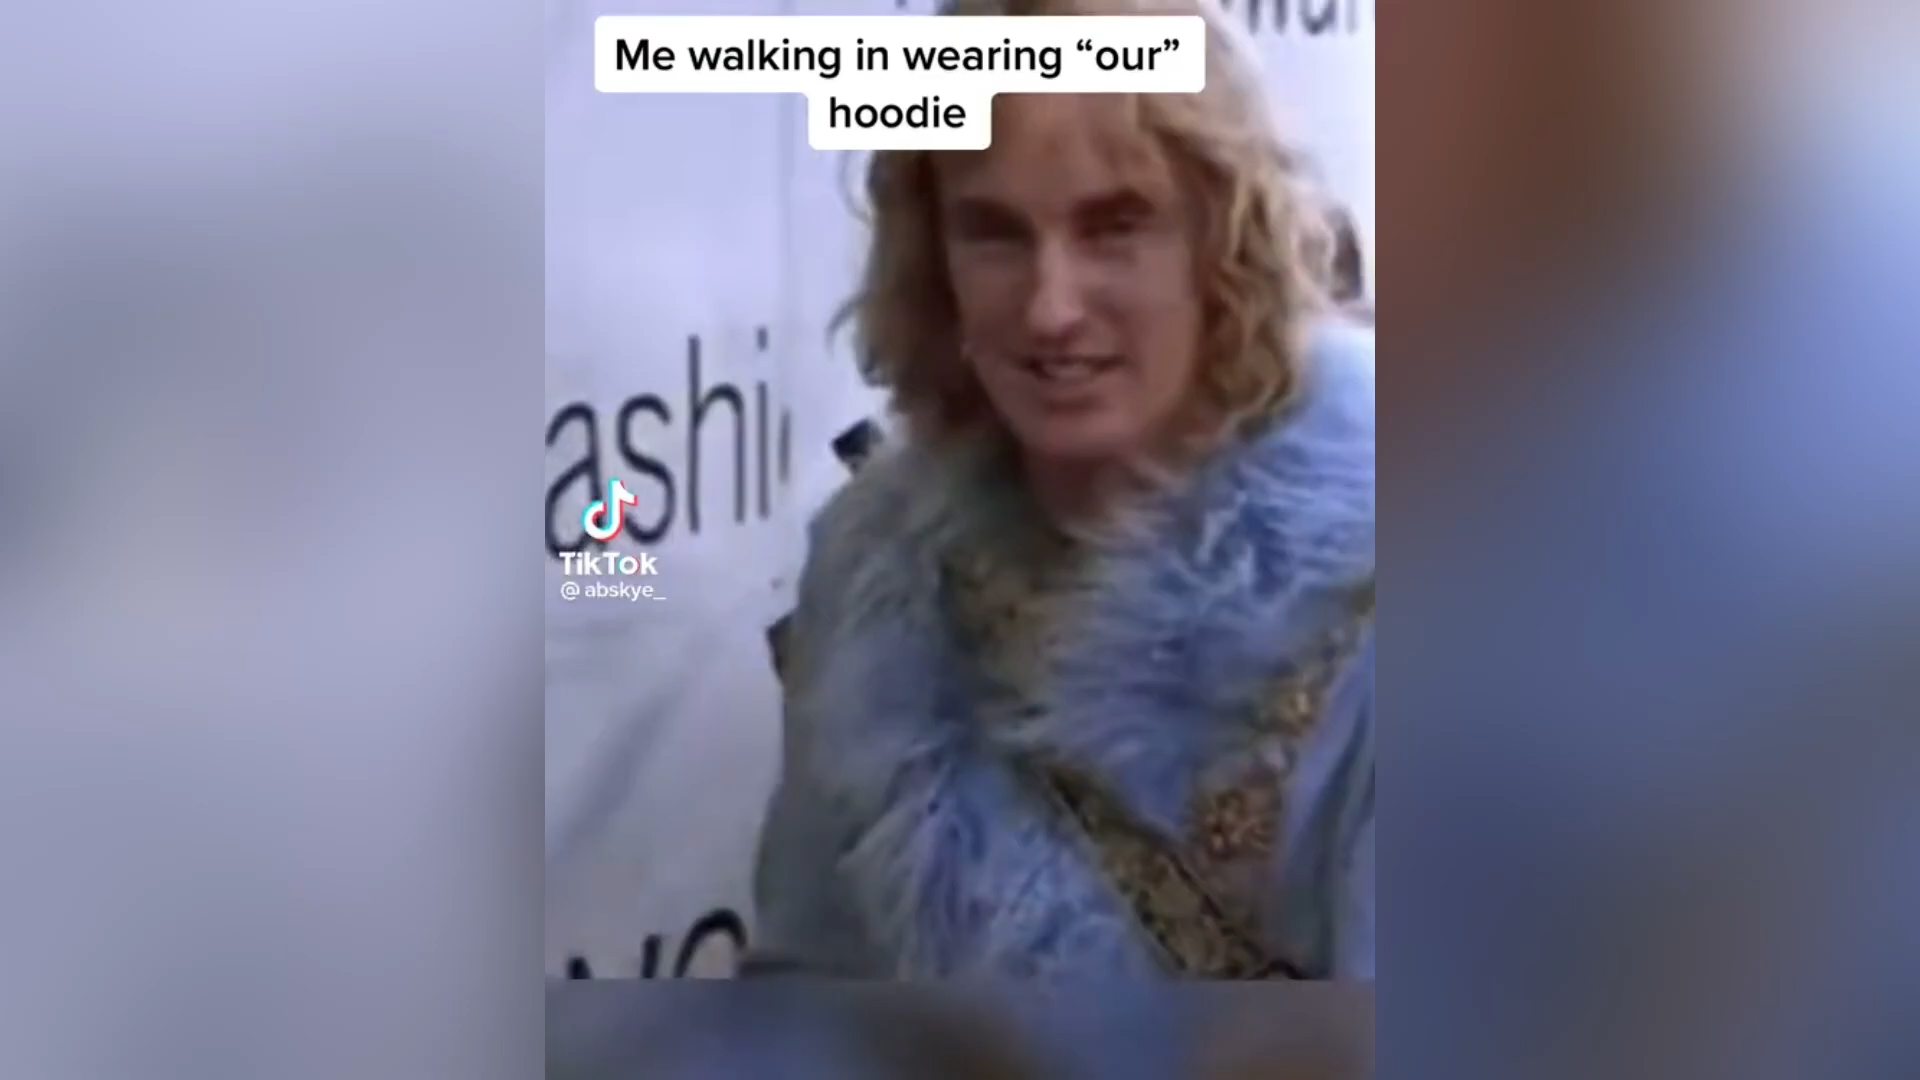 Me walking in wearing “our”
hoodie
ashi
TikTok
@abskye_